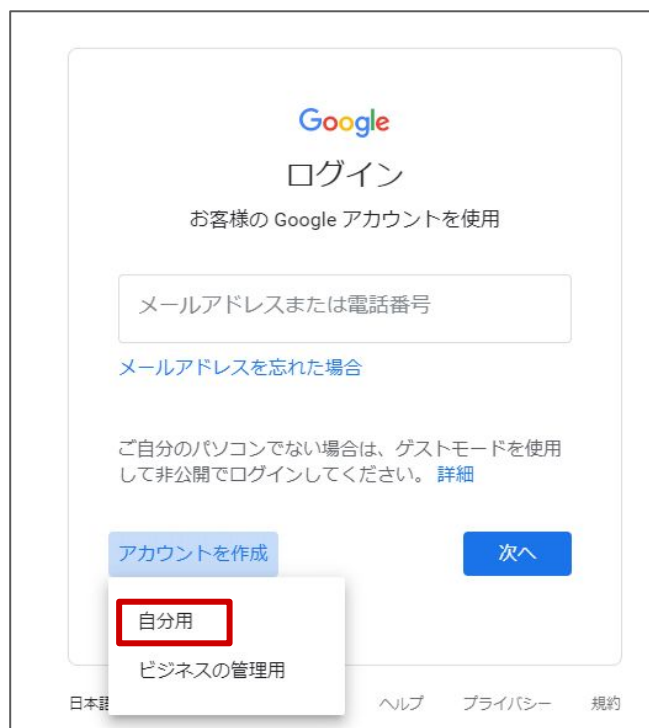 Google
ログイン
お客様の Google アカウントを使用
メールアドレスまたは電話番号
メールアドレスを忘れた場合
ご自分のパソコンでない場合は、ゲストモードを使用
して非公開でログインしてください。 詳細
アカウントを作成 次へ
自分用
ビジネスの管理用
日本語 ヘルプ プライバシー 規約